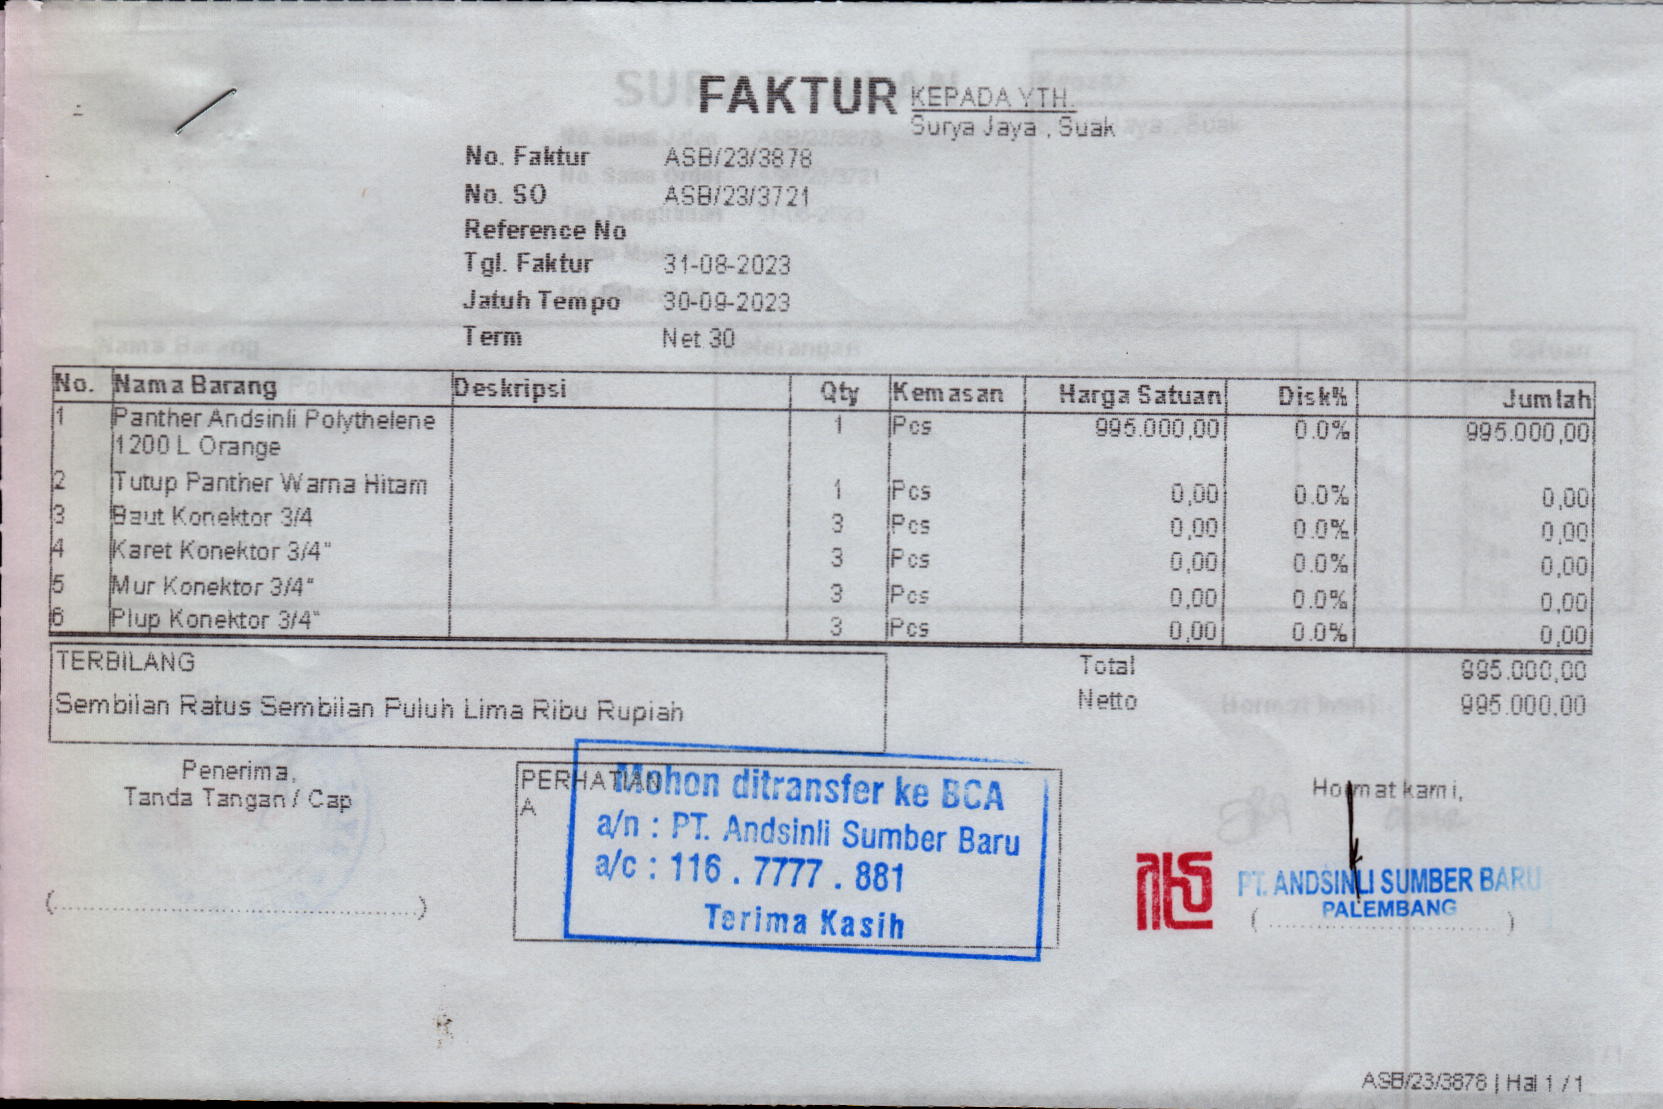 FAKTUR
KEPADA YTH.
Surya Jaya , Suak
No. Faktur ASB/23/3878
No. SO ASB/23/3721
Reference No
Tgl. Faktur 31-08-2023
Jatuh Tempo 30-09-2023
Term Net 30
No. Nama Barang Deskripsi Qty Kemasan Harga Satuan Disk% Jumlah
1 Panther Andsinli Polythelene 1 Pcs 995.000,00 0.0% 995.000,00
1200 L Orange
2 Tutup Panther Warna Hitam 1 Pcs 0,00 0.0% 0,00
3 Baut Konektor 3/4 3 Pcs 0,00 0.0% 0,00
4 Karet Konektor 3/4" 3 Pcs 0,00 0.0% 0,00
5 Mur Konektor 3/4" 3 Pcs 0,00 0.0% 0,00
6 Plup Konektor 3/4" 3 Pcs 0,00 0.0% 0,00
TERBILANG
Sembilan Ratus Sembilan Puluh Lima Ribu Rupiah
Total 995.000,00
Netto 995.000,00
Penerima,
Tanda Tangan / Cap
(..................................................)
PERHATIAN
A
Mohon ditransfer ke BCA
a/n : PT. Andsinli Sumber Baru
a/c : 116 . 7777 . 881
Terima Kasih
Hormat kami,
PT. ANDSINLI SUMBER BARU
PALEMBANG
( .................................. )
ASB/23/3878 | Hal 1 / 1